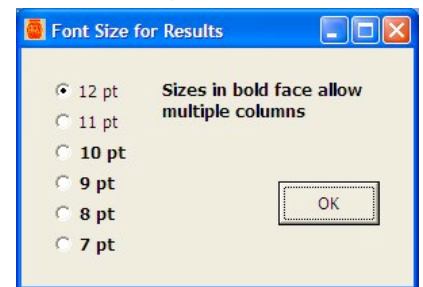 Font Size for Results
12 pt
Sizes in bold face allow
multiple columns
11 pt
10 pt
9 pt
8 pt
7 pt
OK